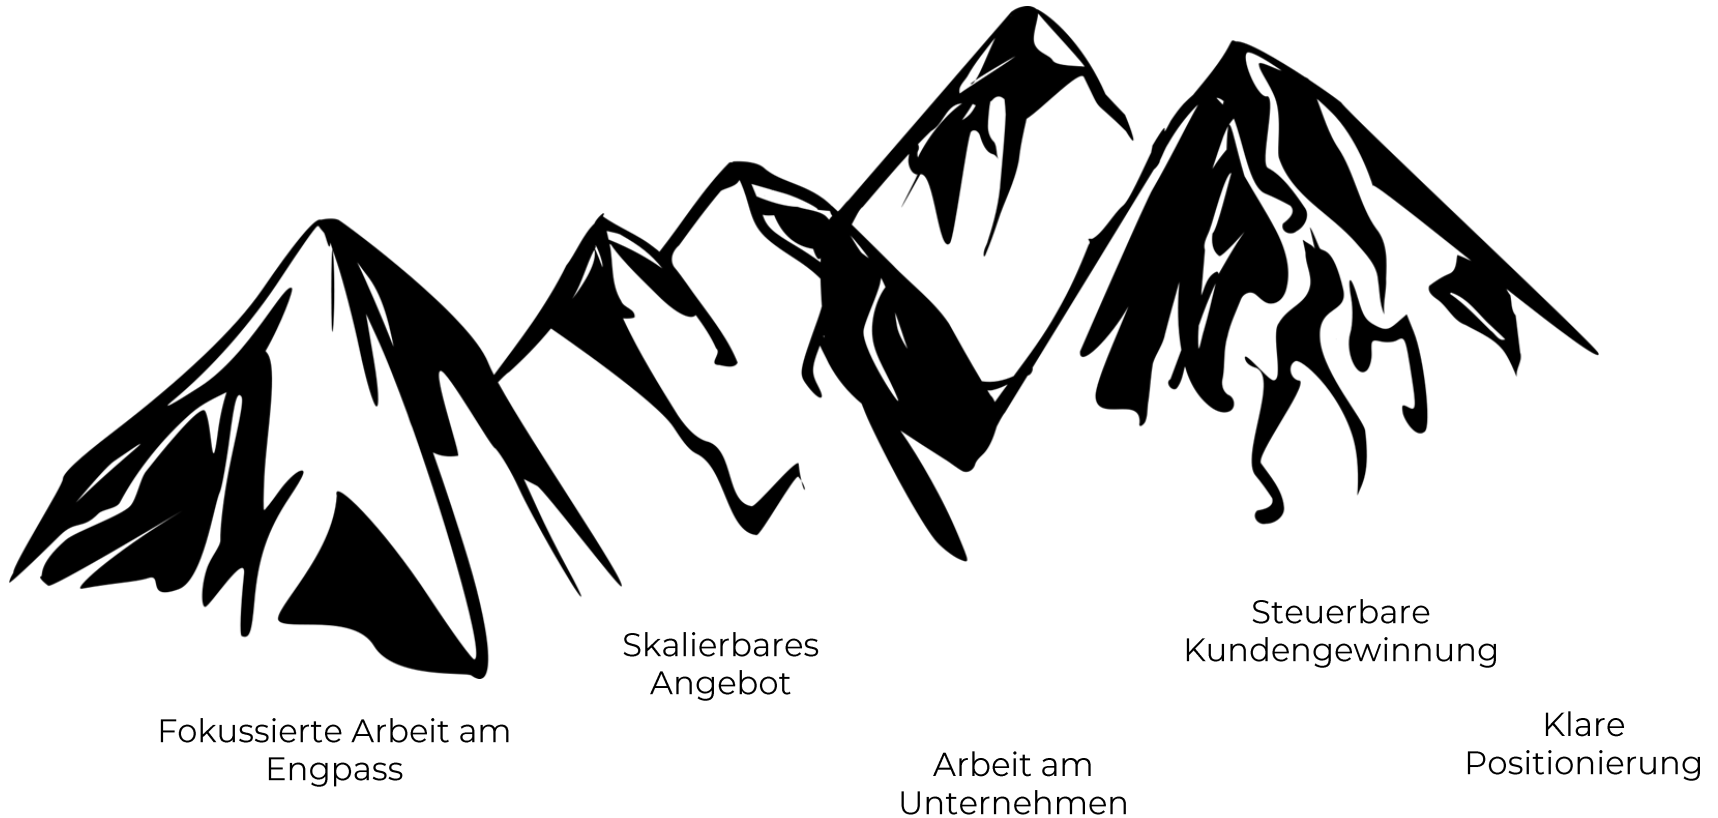 Fokussierte Arbeit am
Engpass
Skalierbares
Angebot
Arbeit am
Unternehmen
Steuerbare
Kundengewinnung
Klare
Positionierung